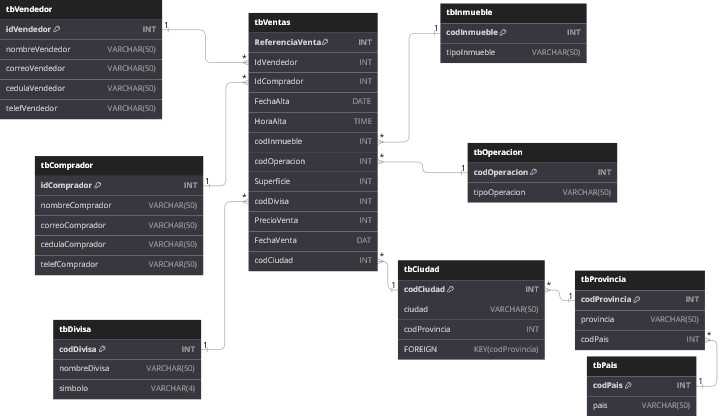 tbVendedor
idVendedor INT
nombreVendedor VARCHAR(50)
correoVendedor VARCHAR(50)
cedulaVendedor VARCHAR(50)
telefVendedor VARCHAR(50)
1
*
tbVentas
ReferenciaVenta INT
IdVendedor INT
IdComprador INT
FechaAlta DATE
HoraAlta TIME
codInmueble INT
codOperacion INT
Superficie INT
codDivisa INT
PrecioVenta INT
FechaVenta DAT
codCiudad INT
*
*
*
*
*
tbInmueble
codInmueble INT
tipoInmueble VARCHAR(50)
1
tbOperacion
codOperacion INT
tipoOperacion VARCHAR(50)
1
tbComprador
idComprador INT
nombreComprador VARCHAR(50)
correoComprador VARCHAR(50)
cedulaComprador VARCHAR(50)
telefComprador VARCHAR(50)
1
tbDivisa
codDivisa INT
nombreDivisa VARCHAR(50)
simbolo VARCHAR(4)
1
tbCiudad
codCiudad INT
ciudad VARCHAR(50)
codProvincia INT
FOREIGN KEY(codProvincia)
1
*
tbProvincia
codProvincia INT
provincia VARCHAR(50)
codPais INT
1
*
tbPais
codPais INT
pais VARCHAR(50)
1